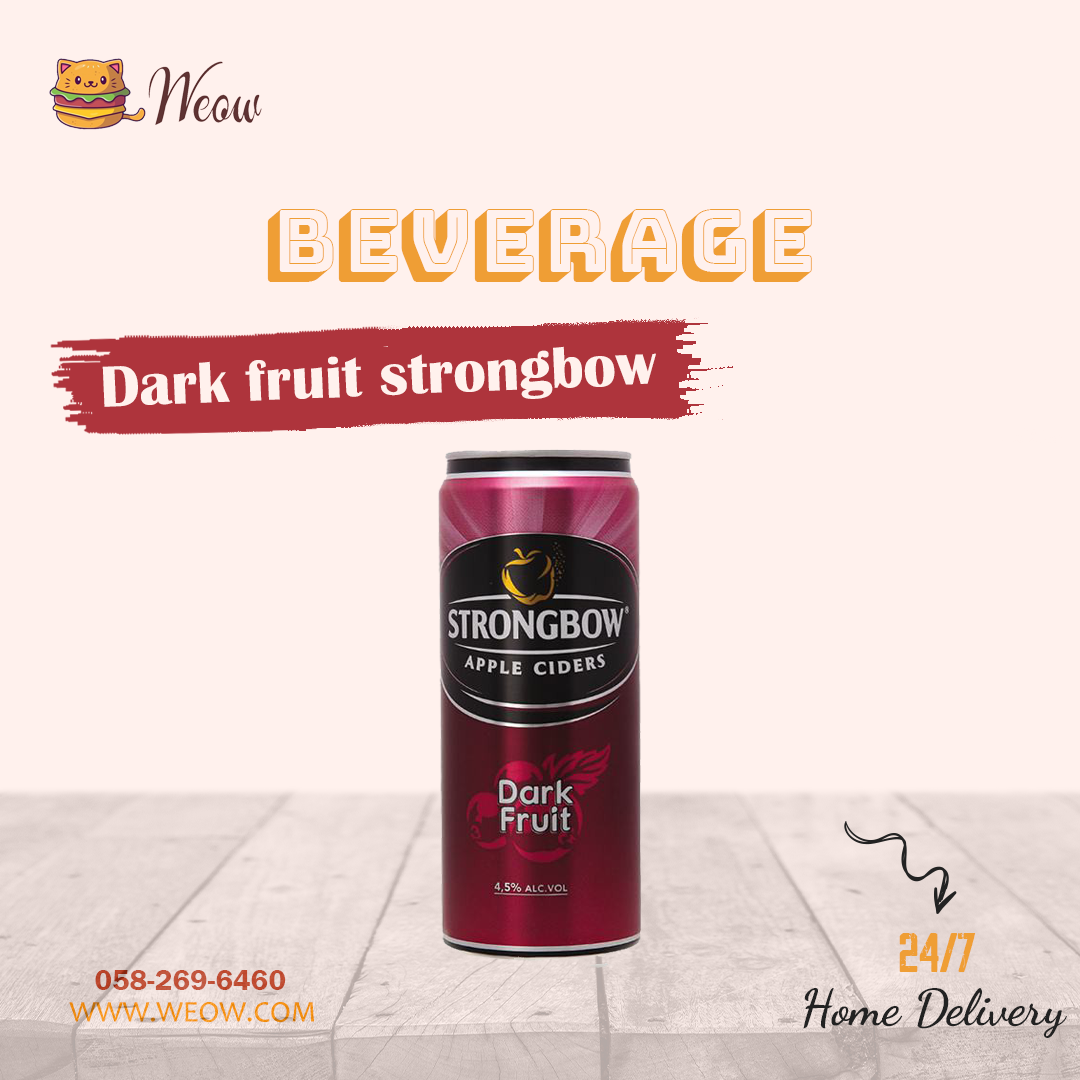 Weow
BEVERAGE
Dark fruit strongbow
STRONGBOW®
APPLE CIDERS
Dark
Fruit
4,5% ALC.VOL
058-269-6460
WWW.WEOW.COM
24/7
Home Delivery